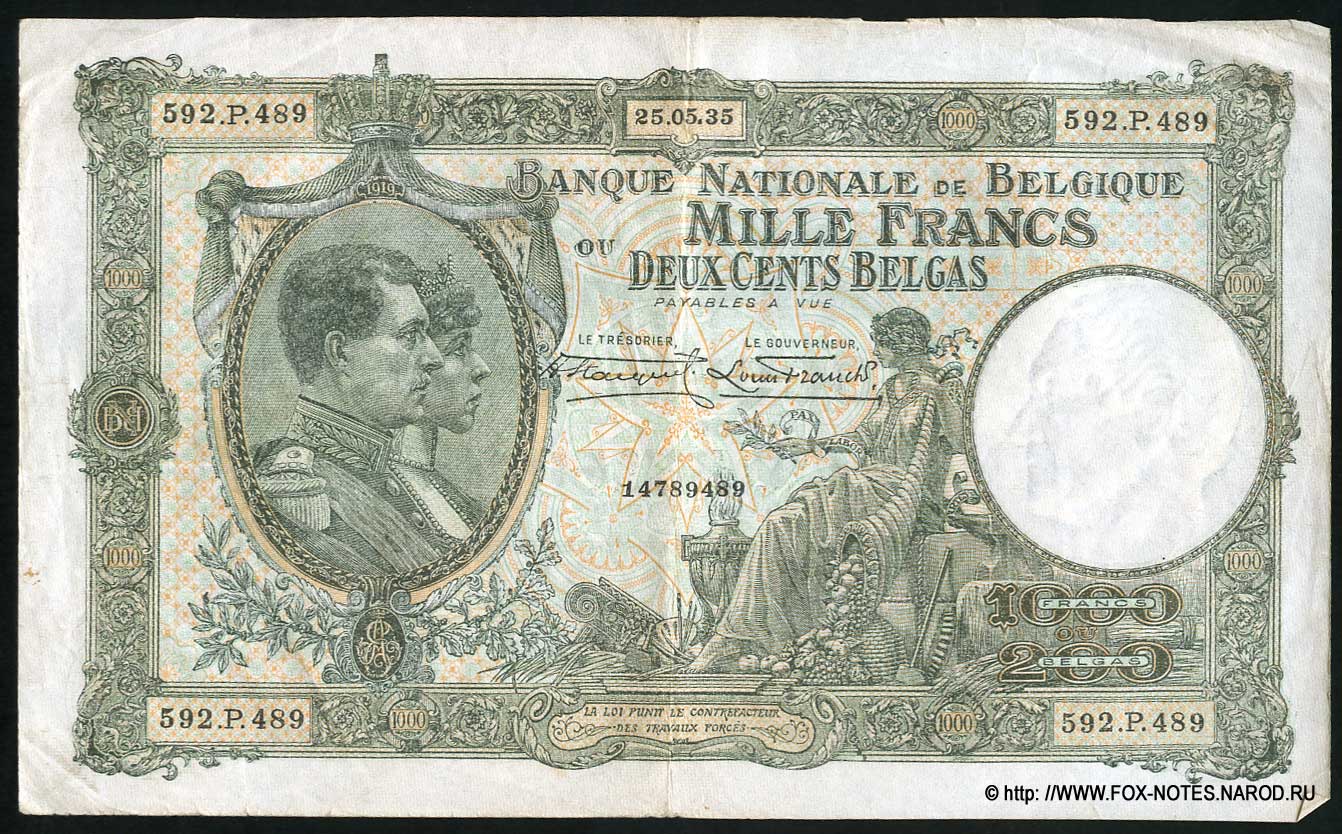 592.P.489
25.05.35
1000
592.P.489
1919
BANQUE NATIONALE DE BELGIQUE
MILLE FRANCS
OU
DEUX CENTS BELGAS
PAYABLES A VUE
1000
1000
LE TRÉSORIER,
LE GOUVERNEUR,
PAX
LABOR
14789489
1000
1000
1000
FRANCS
OU
200
BELGAS
592.P.489
1000
LA LOI PUNIT LE CONTREFACTEUR
DES TRAVAUX FORCÉS
1000
592.P.489
© http: //WWW.FOX-NOTES.NAROD.RU